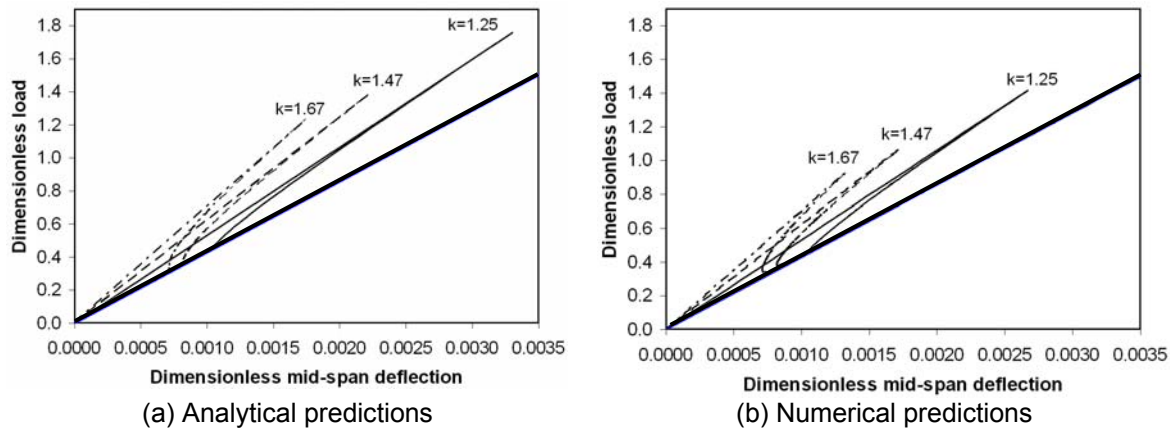 1.8
1.6
1.4
1.2
1.0
0.8
0.6
0.4
0.2
0.0
Dimensionless load
k=1.25
k=1.47
k=1.67
0.0000 0.0005 0.0010 0.0015 0.0020 0.0025 0.0030 0.0035
Dimensionless mid-span deflection
(a) Analytical predictions
1.8
1.6
1.4
1.2
1.0
0.8
0.6
0.4
0.2
0.0
Dimensionless load
k=1.25
k=1.47
k=1.67
0.0000 0.0005 0.0010 0.0015 0.0020 0.0025 0.0030 0.0035
Dimensionless mid-span deflection
(b) Numerical predictions